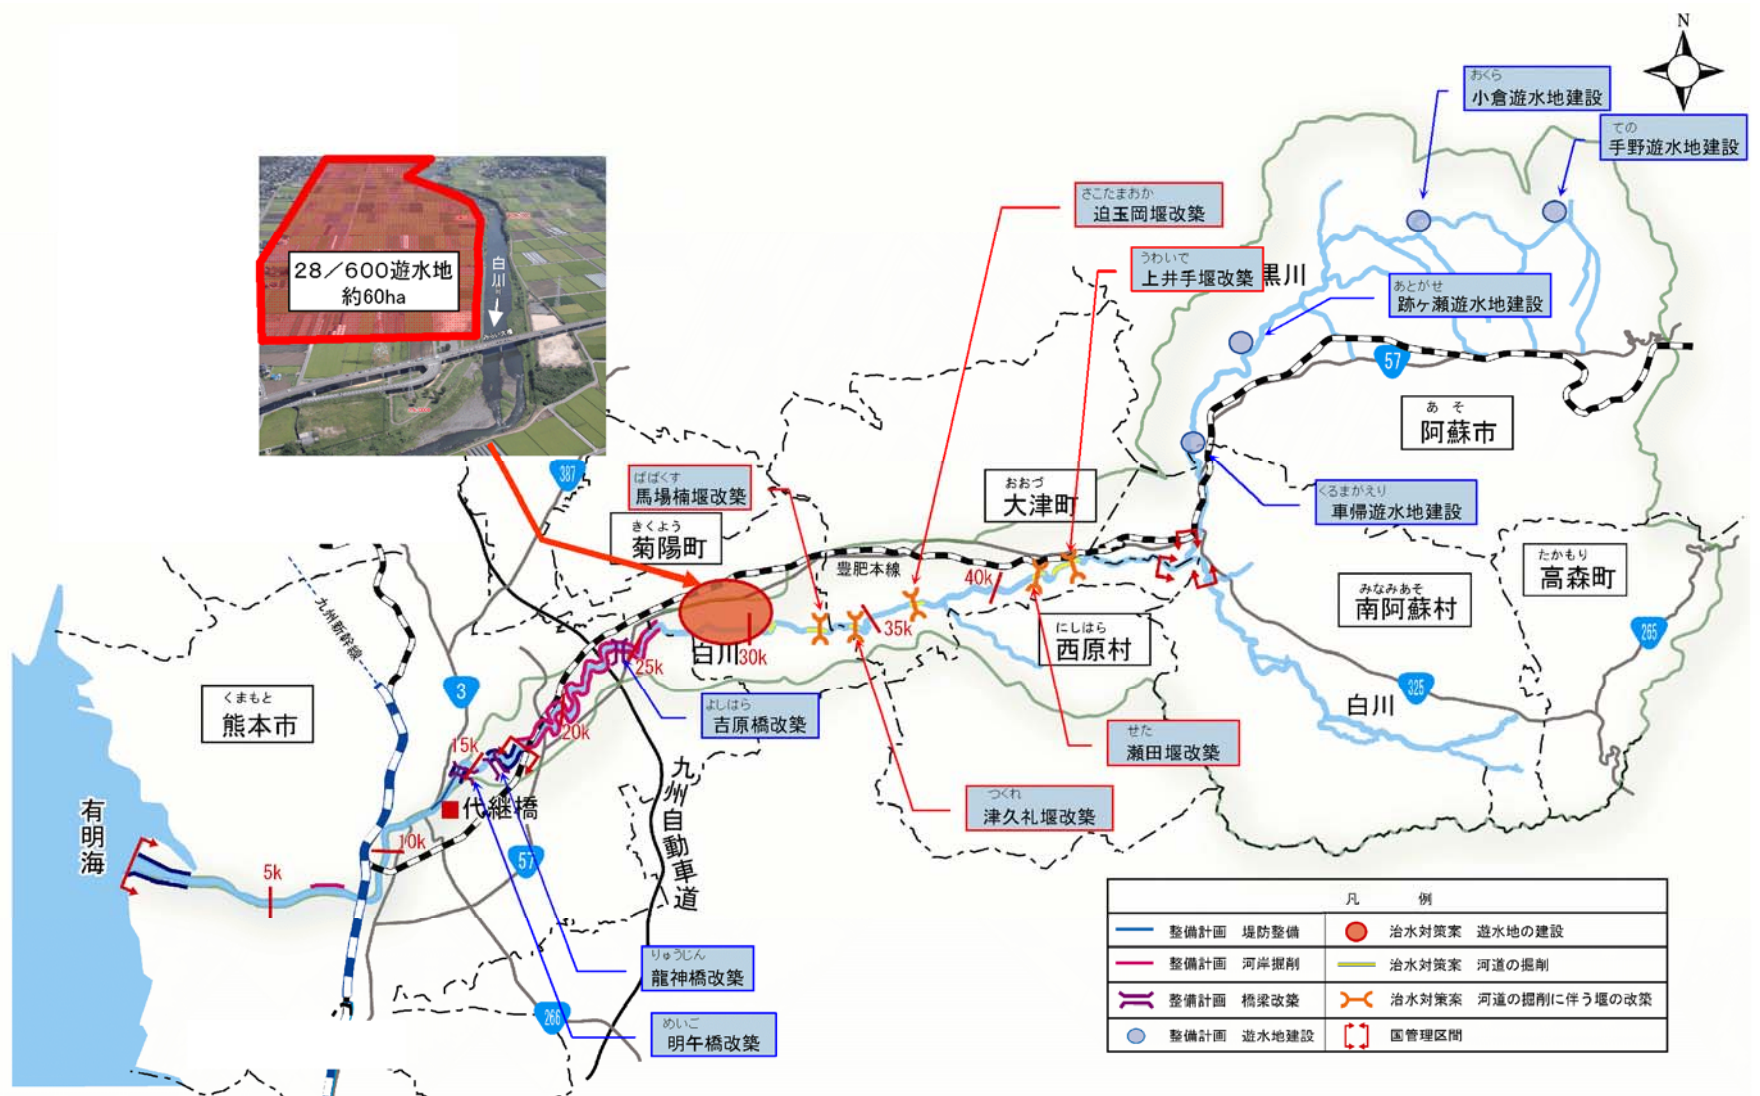 N
おぐら
小倉遊水地建設
ての
手野遊水地建設
さこたまおか
迫玉岡堰改築
うわいで
上井手堰改築
黒川
あとがせ
跡ヶ瀬遊水地建設
28／600遊水地
約60ha
白川
57
あそ
阿蘇市
387
ばばくす
馬場楠堰改築
おおづ
大津町
くるまがえり
車帰遊水地建設
きくよう
菊陽町
豊肥本線
40k
たかもり
高森町
みなみあそ
南阿蘇村
九州新幹線
35k
にしはら
西原村
265
白川
30k
25k
325
くまもと
熊本市
3
よしはら
吉原橋改築
白川
20k
15k
せた
瀬田堰改築
九州自動車道
つくれ
津久礼堰改築
代継橋
有明海
10k
57
5k
凡例
整備計画 堤防整備
治水対策案 遊水地の建設
整備計画 河岸掘削
治水対策案 河道の掘削
整備計画 橋梁改築
治水対策案 河道の掘削に伴う堰の改築
整備計画 遊水地建設
国管理区間
りゅうじん
龍神橋改築
266
めいご
明午橋改築